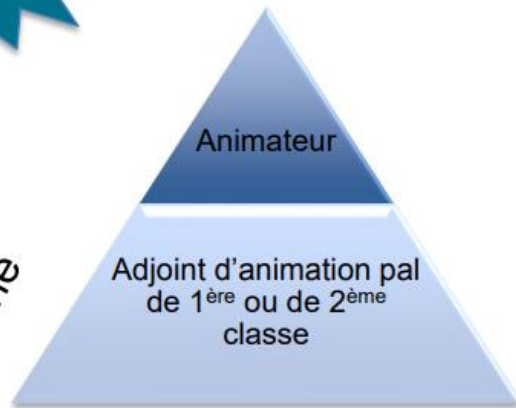 Animateur
Adjoint d'animation pal
de 1ère ou de 2ème
classe